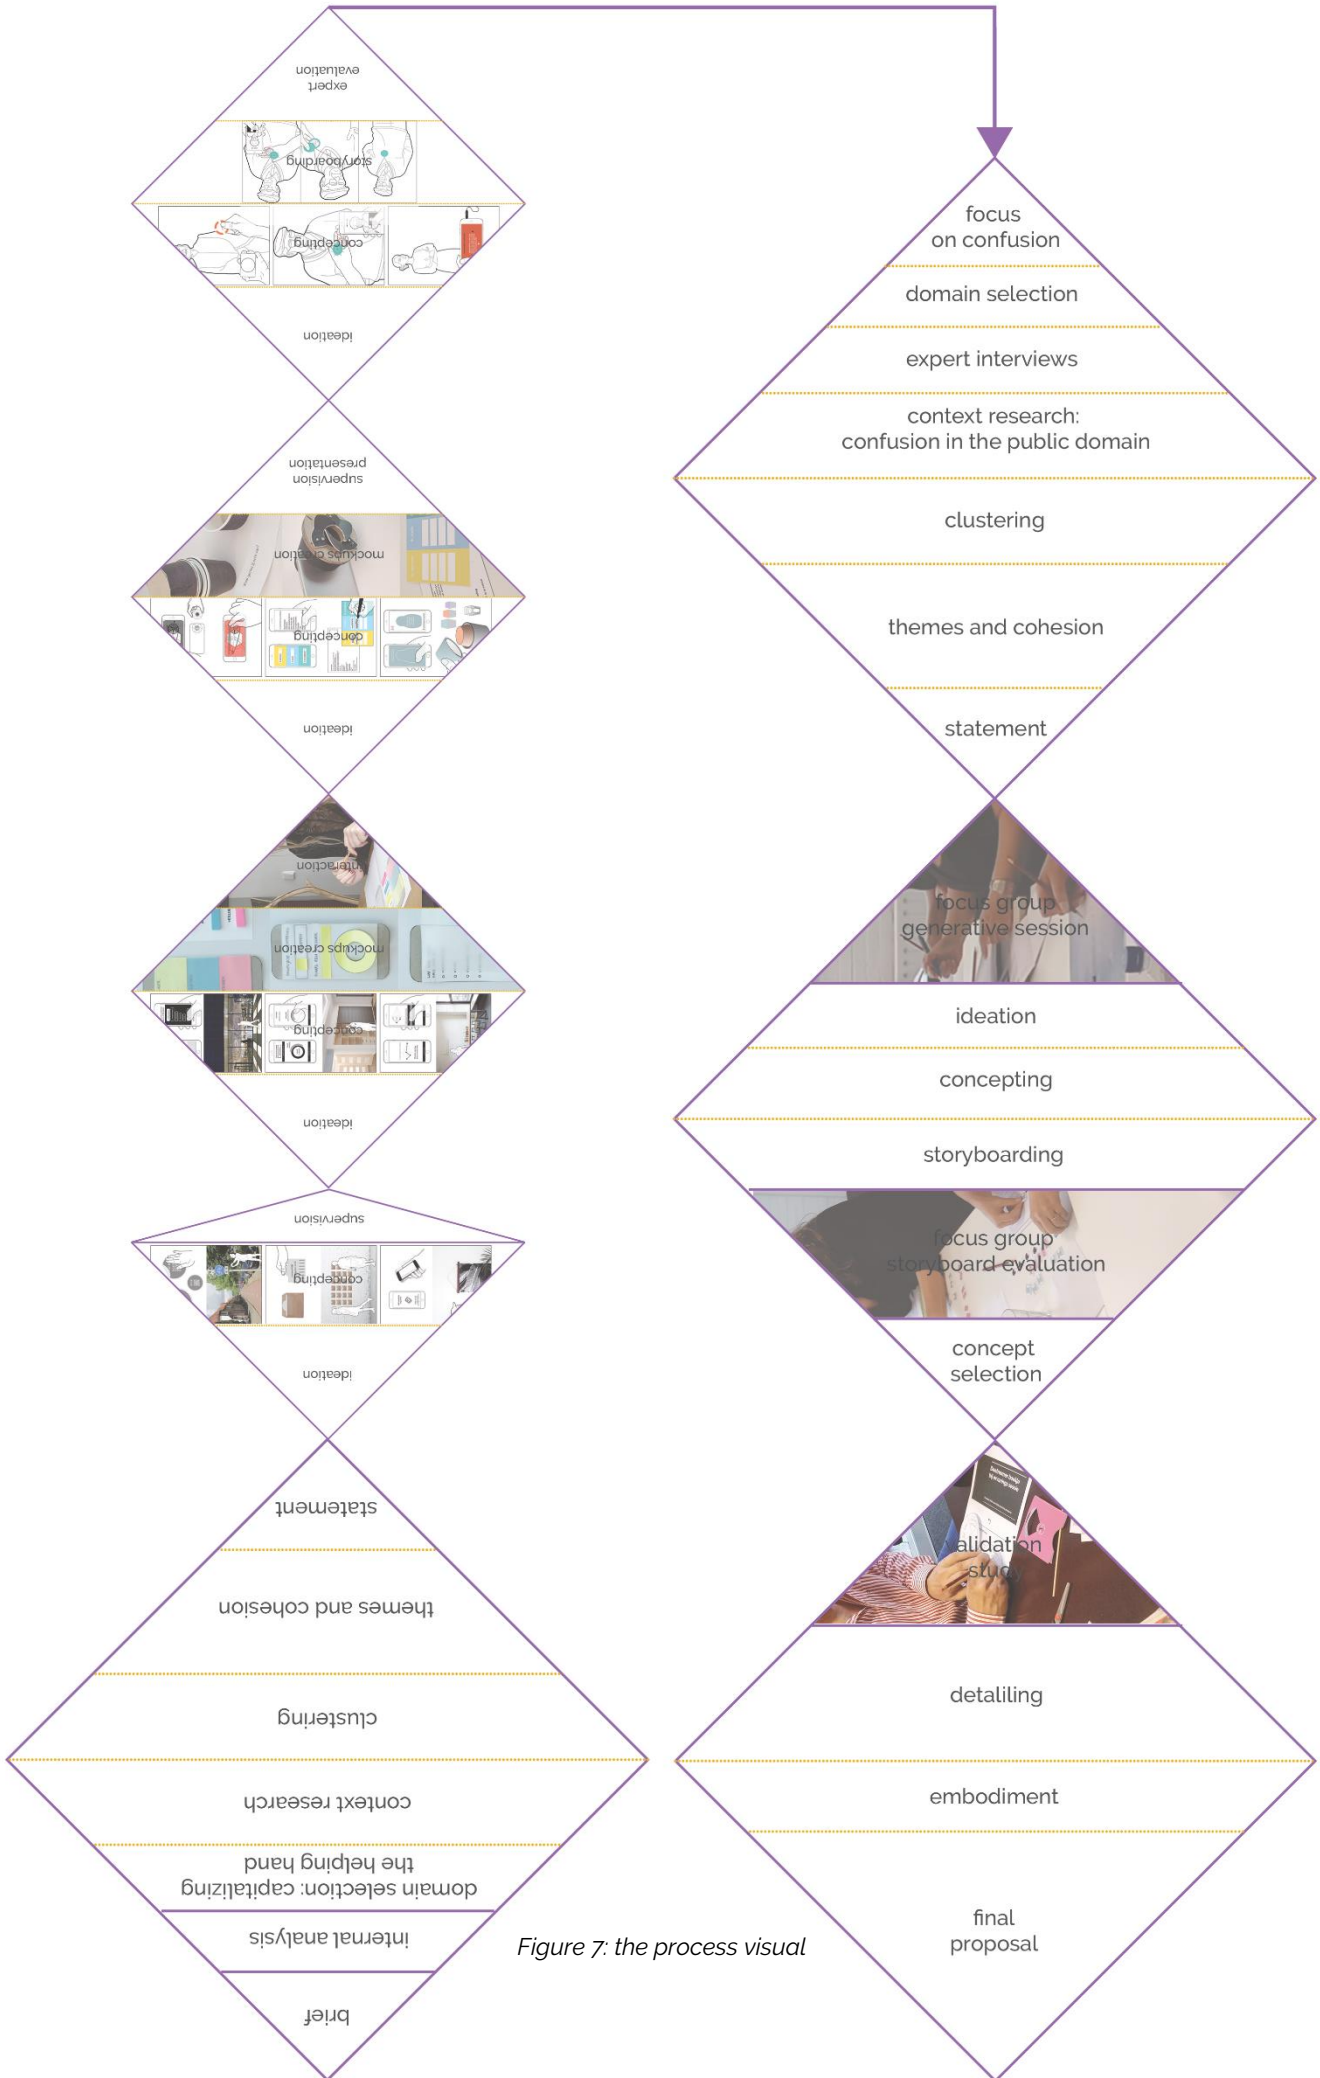 brief
internal analysis
domain selection: capitalizing
the helping hand
context research
clustering
themes and cohesion
statement
ideation
concepting
supervision
ideation
concepting
mockups creation
interaction
ideation
concepting
mockups creation
supervision
presentation
ideation
concepting
storyboarding
expert
evaluation
focus
on confusion
domain selection
expert interviews
context research:
confusion in the public domain
clustering
themes and cohesion
statement
focus group
generative session
ideation
concepting
storyboarding
focus group
storyboard evaluation
concept
selection
validation
study
detaliling
embodiment
final
proposal
Figure 7: the process visual